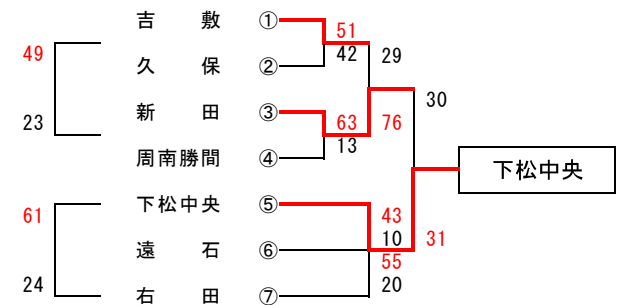 吉敷 ① 51
49 42 29
久保 ②
30
新田 ③
23 63 76
13
周南勝間 ④
下松中央
下松中央 ⑤
61 43
10 31
遠石 ⑥
55
24 20
右田 ⑦